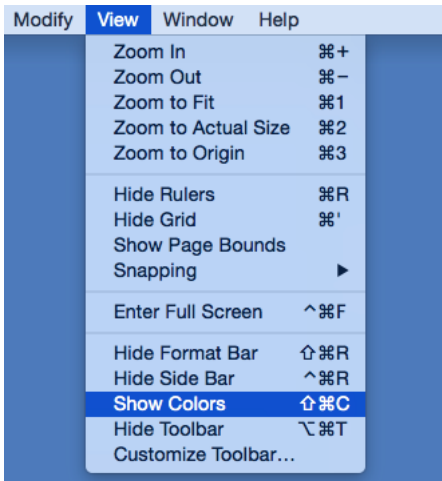 Modify View Window Help
Zoom In ⌘+
Zoom Out ⌘−
Zoom to Fit ⌘1
Zoom to Actual Size ⌘2
Zoom to Origin ⌘3
Hide Rulers ⌘R
Hide Grid ⌘'
Show Page Bounds
Snapping ▶
Enter Full Screen ^⌘F
Hide Format Bar ⇧⌘R
Hide Side Bar ^⌘R
Show Colors ⇧⌘C
Hide Toolbar ⌥⌘T
Customize Toolbar...